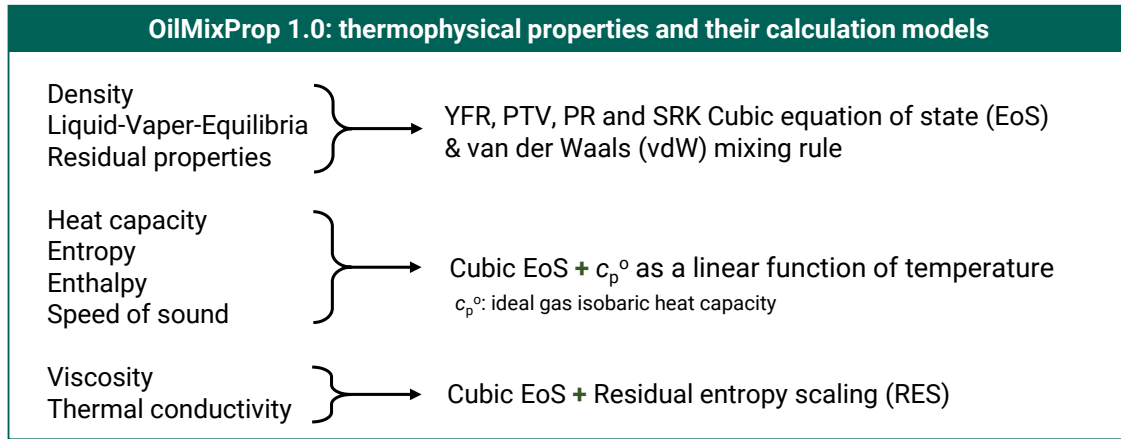 OilMixProp 1.0: thermophysical properties and their calculation models
Density
Liquid-Vaper-Equilibria
Residual properties
YFR, PTV, PR and SRK Cubic equation of state (EoS)
& van der Waals (vdW) mixing rule
Heat capacity
Entropy
Enthalpy
Speed of sound
Cubic EoS + cₚᵒ as a linear function of temperature
cₚᵒ: ideal gas isobaric heat capacity
Viscosity
Thermal conductivity
Cubic EoS + Residual entropy scaling (RES)